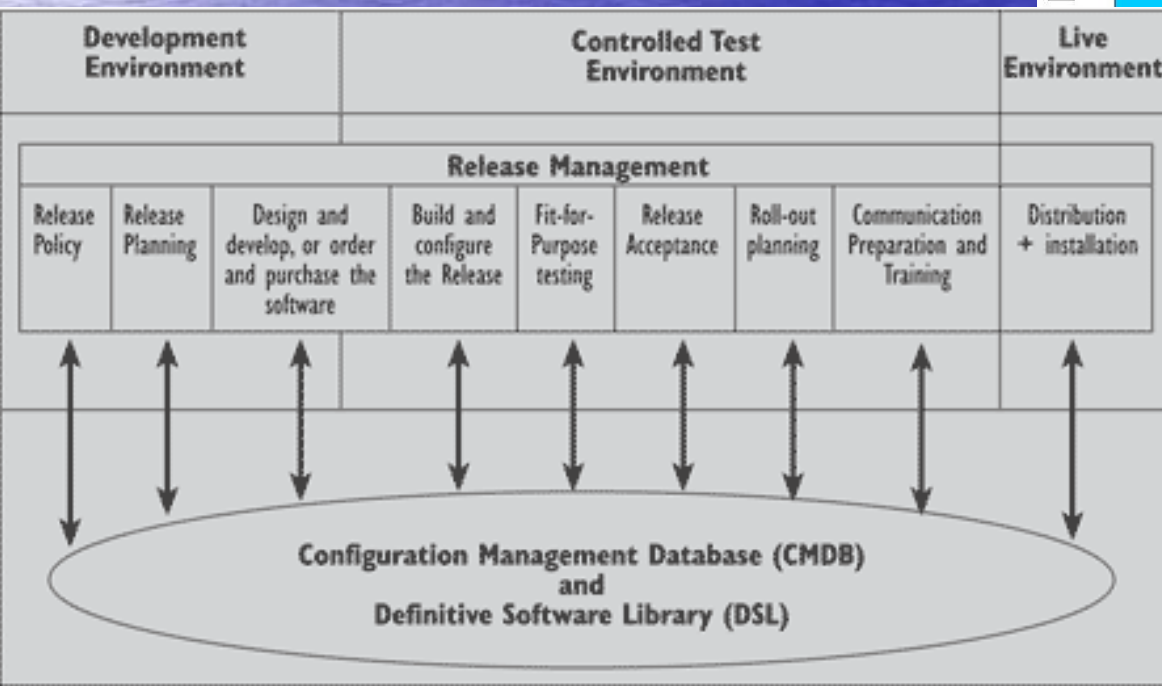 Development
Environment
Controlled Test
Environment
Live
Environment
Release Management
Release
Policy
Release
Planning
Design and
develop, or order
and purchase the
software
Build and
configure
the Release
Fit-for-
Purpose
testing
Release
Acceptance
Roll-out
planning
Communication
Preparation and
Training
Distribution
+ installation
Configuration Management Database (CMDB)
and
Definitive Software Library (DSL)